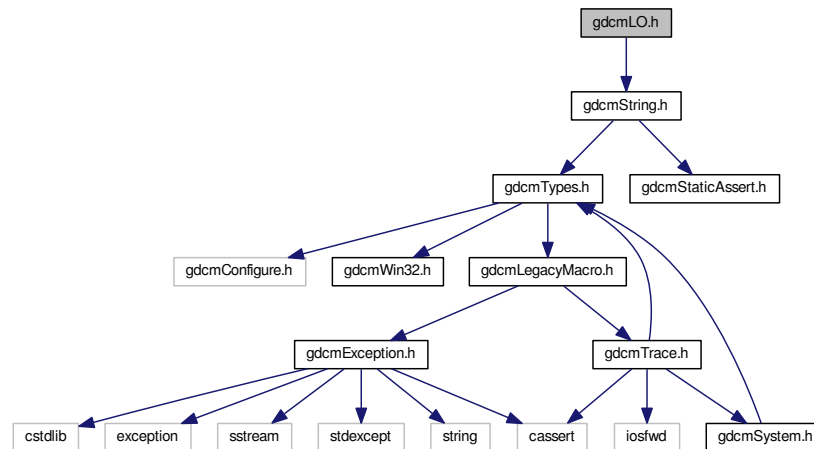 gdcmLO.h
gdcmString.h
gdcmTypes.h
gdcmStaticAssert.h
gdcmConfigure.h
gdcmWin32.h
gdcmLegacyMacro.h
gdcmException.h
gdcmTrace.h
cstdlib
exception
sstream
stdexcept
string
cassert
iosfwd
gdcmSystem.h